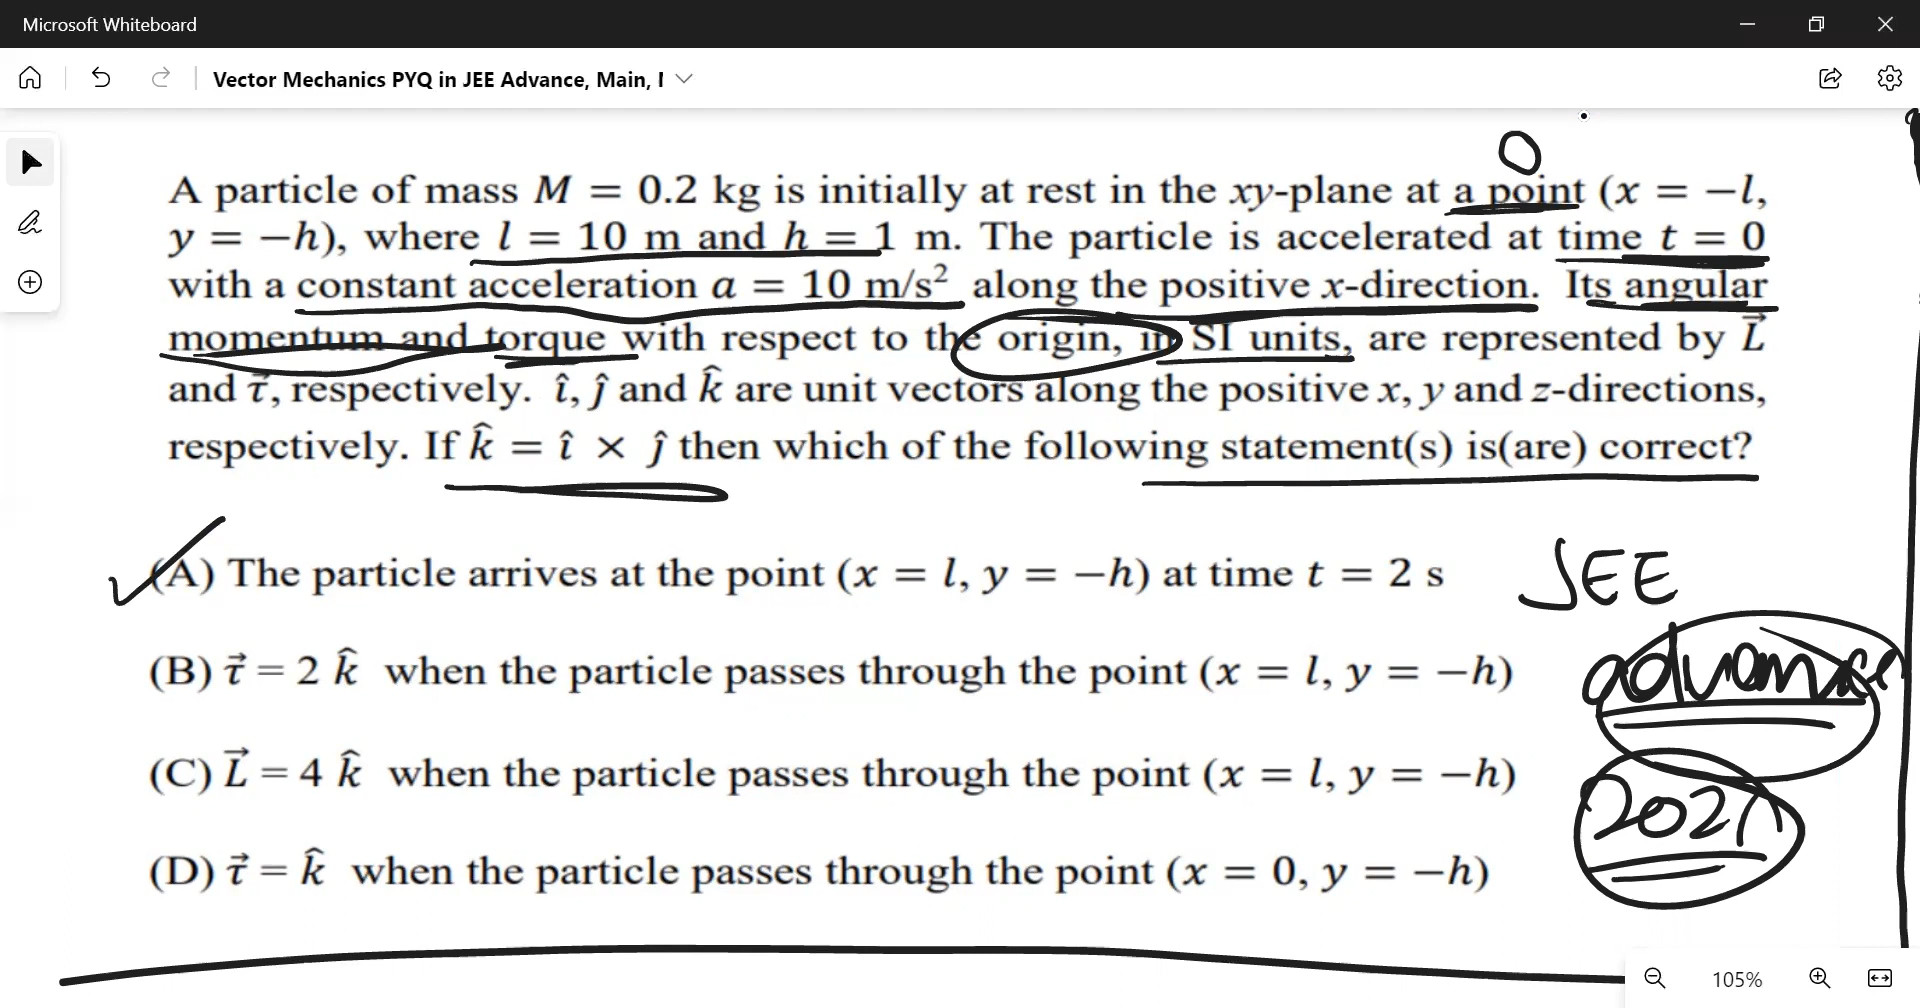 Microsoft Whiteboard
Vector Mechanics PYQ in JEE Advance, Main, I
O
A particle of mass M = 0.2 kg is initially at rest in the xy-plane at a point (x = −l,
y = −h), where l = 10 m and h = 1 m. The particle is accelerated at time t = 0
with a constant acceleration a = 10 m/s² along the positive x-direction. Its angular
momentum and torque with respect to the origin, in SI units, are represented by L⃗
and τ⃗, respectively. î, ĵ and k̂ are unit vectors along the positive x, y and z-directions,
respectively. If k̂ = î × ĵ then which of the following statement(s) is(are) correct?
(A) The particle arrives at the point (x = l, y = −h) at time t = 2 s
(B) τ⃗ = 2 k̂ when the particle passes through the point (x = l, y = −h)
(C) L⃗ = 4 k̂ when the particle passes through the point (x = l, y = −h)
(D) τ⃗ = k̂ when the particle passes through the point (x = 0, y = −h)
JEE
advance
2021
105%